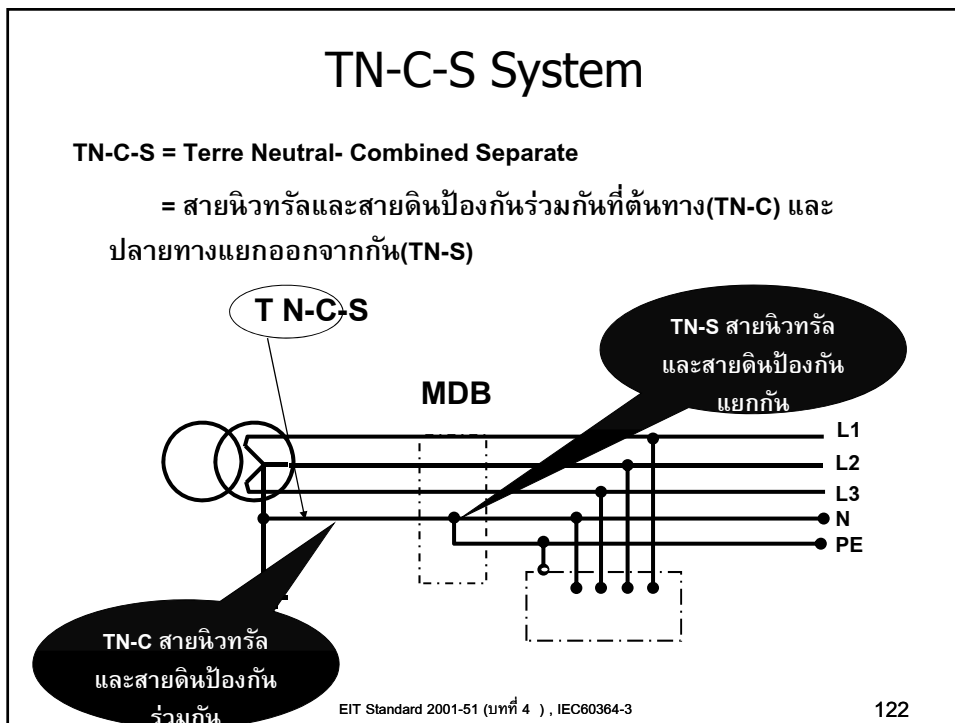 TN-C-S System
TN-C-S = Terre Neutral- Combined Separate
= สายนิวทรัลและสายดินป้องกันร่วมกันที่ต้นทาง(TN-C) และ
ปลายทางแยกออกจากกัน(TN-S)
T N-C-S
TN-S สายนิวทรัล
และสายดินป้องกัน
แยกกัน
MDB
L1
L2
L3
N
PE
TN-C สายนิวทรัล
และสายดินป้องกัน
ร่วมกัน
EIT Standard 2001-51 (บทที่ 4 ) , IEC60364-3
122